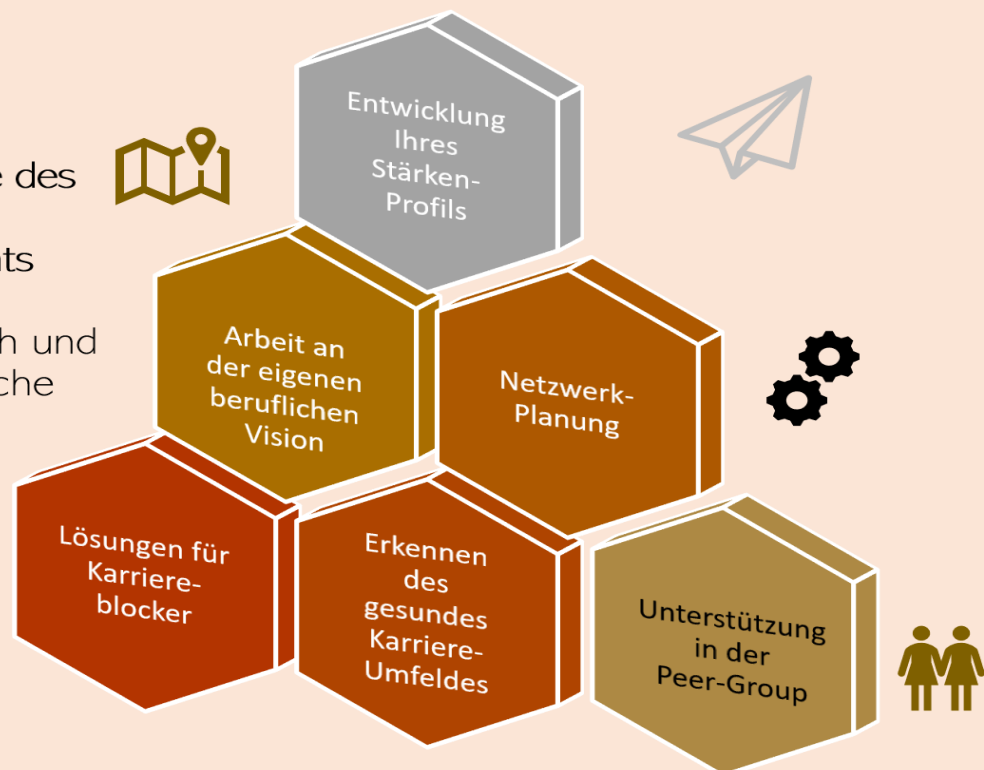 e des
nts
h und
che
Entwicklung
Ihres
Stärken-
Profils
Arbeit an
der eigenen
beruflichen
Vision
Netzwerk-
Planung
Lösungen für
Karriere-
blocker
Erkennen
des
gesundes
Karriere-
Umfeldes
Unterstützung
in der
Peer-Group